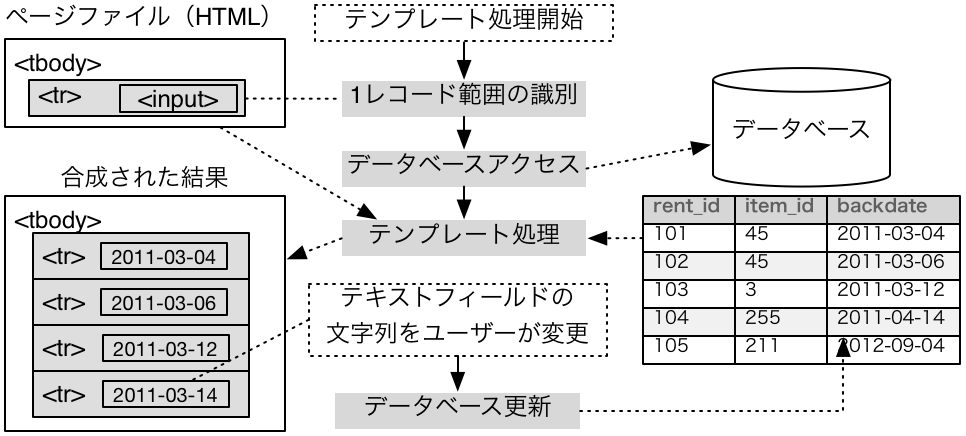 ページファイル（HTML）
<tbody>
<tr> <input>
テンプレート処理開始
1レコード範囲の識別
データベースアクセス
テンプレート処理
データベース
合成された結果
<tbody>
<tr> 2011-03-04
<tr> 2011-03-06
<tr> 2011-03-12
<tr> 2011-03-14
テキストフィールドの
文字列をユーザーが変更
データベース更新
rent_id item_id backdate
101 45 2011-03-04
102 45 2011-03-06
103 3 2011-03-12
104 255 2011-04-14
105 211 2012-09-04